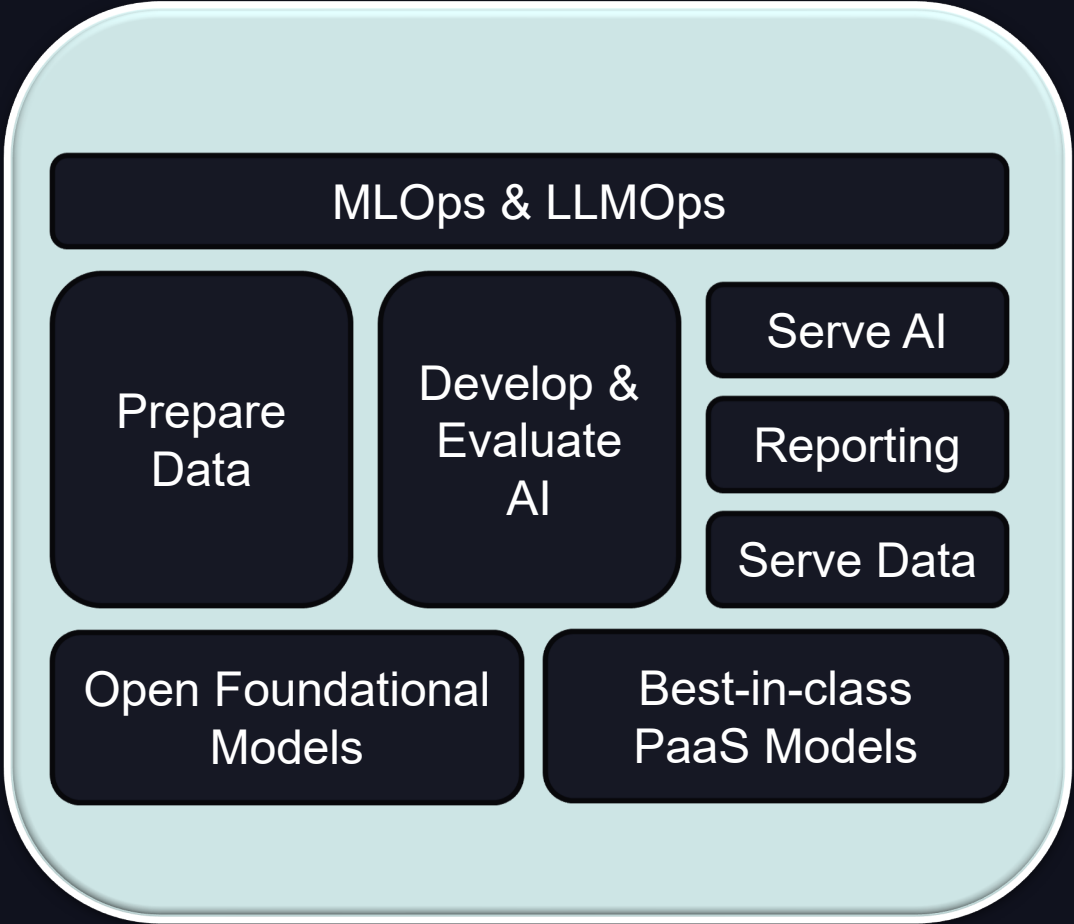 MLOps & LLMOps
Prepare
Data
Develop &
Evaluate
AI
Serve AI
Reporting
Serve Data
Open Foundational
Models
Best-in-class
PaaS Models